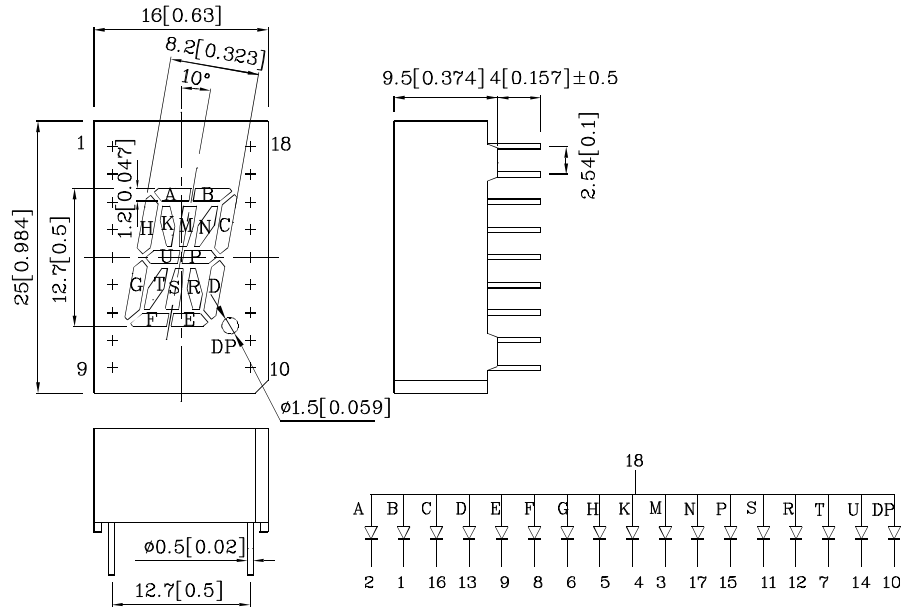 16[0.63]
8.2[0.323]
10°
9.5[0.374] 4[0.157]±0.5
1 18
1.2[0.047]
2.54[0.1]
A B
H K M N C
U P
G T S R D
F E
DP
25[0.984]
12.7[0.5]
9 10
ø1.5[0.059]
ø0.5[0.02]
12.7[0.5]
18
A B C D E F G H K M N P S R T U DP
2 1 16 13 9 8 6 5 4 3 17 15 11 12 7 14 10